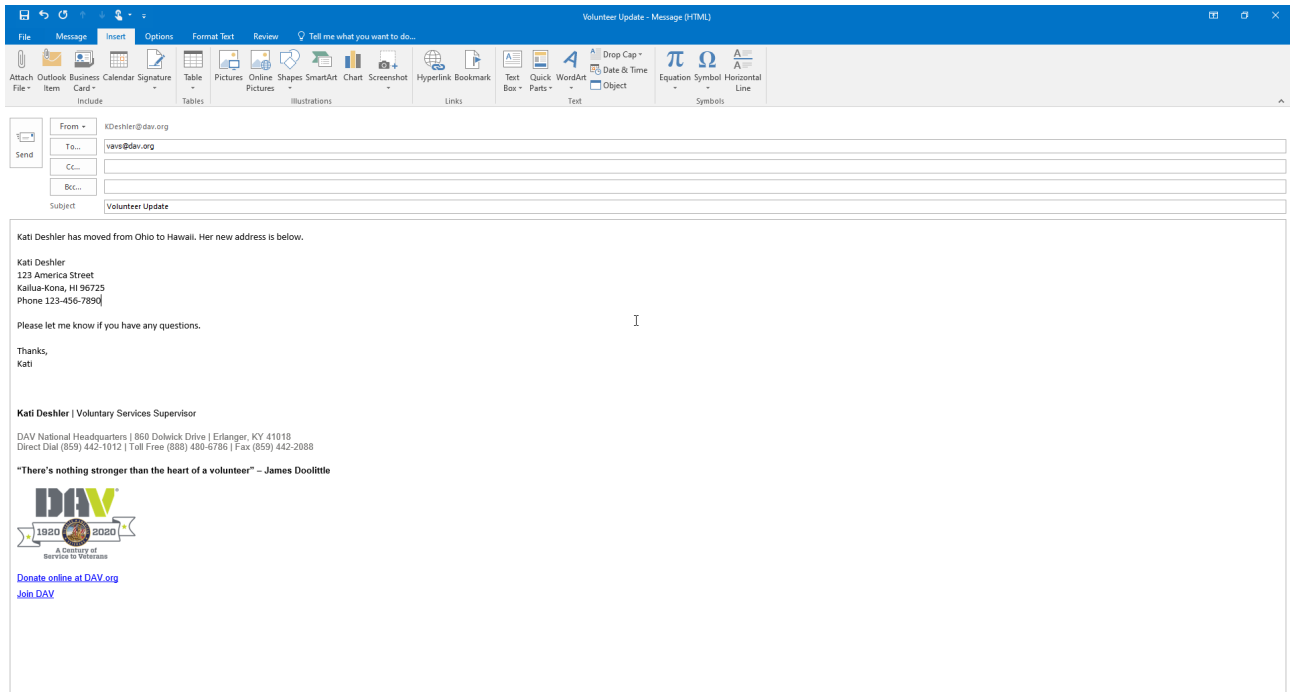 Volunteer Update - Message (HTML)
File Message Insert Options Format Text Review Tell me what you want to do...
Attach File Outlook Item Business Card Calendar Signature Table Pictures Online Pictures Shapes SmartArt Chart Screenshot Hyperlink Bookmark Text Box Quick Parts WordArt Drop Cap Date & Time Object Equation Symbol Horizontal Line
Include Tables Illustrations Links Text Symbols
Send
From KDeshler@dav.org
To... vavs@dav.org
Cc...
Bcc...
Subject Volunteer Update
Kati Deshler has moved from Ohio to Hawaii. Her new address is below.
Kati Deshler
123 America Street
Kailua-Kona, HI 96725
Phone 123-456-7890
Please let me know if you have any questions.
Thanks,
Kati
Kati Deshler | Voluntary Services Supervisor
DAV National Headquarters | 860 Dolwick Drive | Erlanger, KY 41018
Direct Dial (859) 442-1012 | Toll Free (888) 480-6786 | Fax (859) 442-2088
“There’s nothing stronger than the heart of a volunteer” – James Doolittle
DAV®
1920 2020
A Century of
Service to Veterans
Donate online at DAV.org
Join DAV